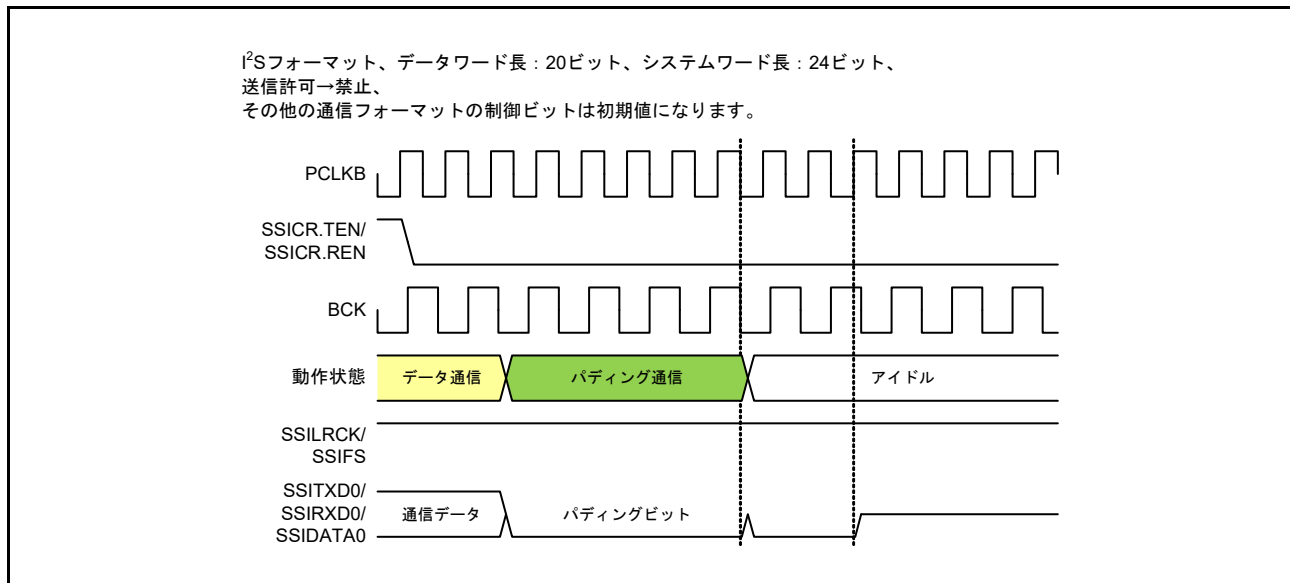 I²Sフォーマット、データワード長：20ビット、システムワード長：24ビット、
送信許可→禁止、
その他の通信フォーマットの制御ビットは初期値になります。
PCLKB
SSICR.TEN/
SSICR.REN
BCK
動作状態
データ通信
パディング通信
アイドル
SSILRCK/
SSIFS
SSITXD0/
SSIRXD0/
SSIDATA0
通信データ
パディングビット